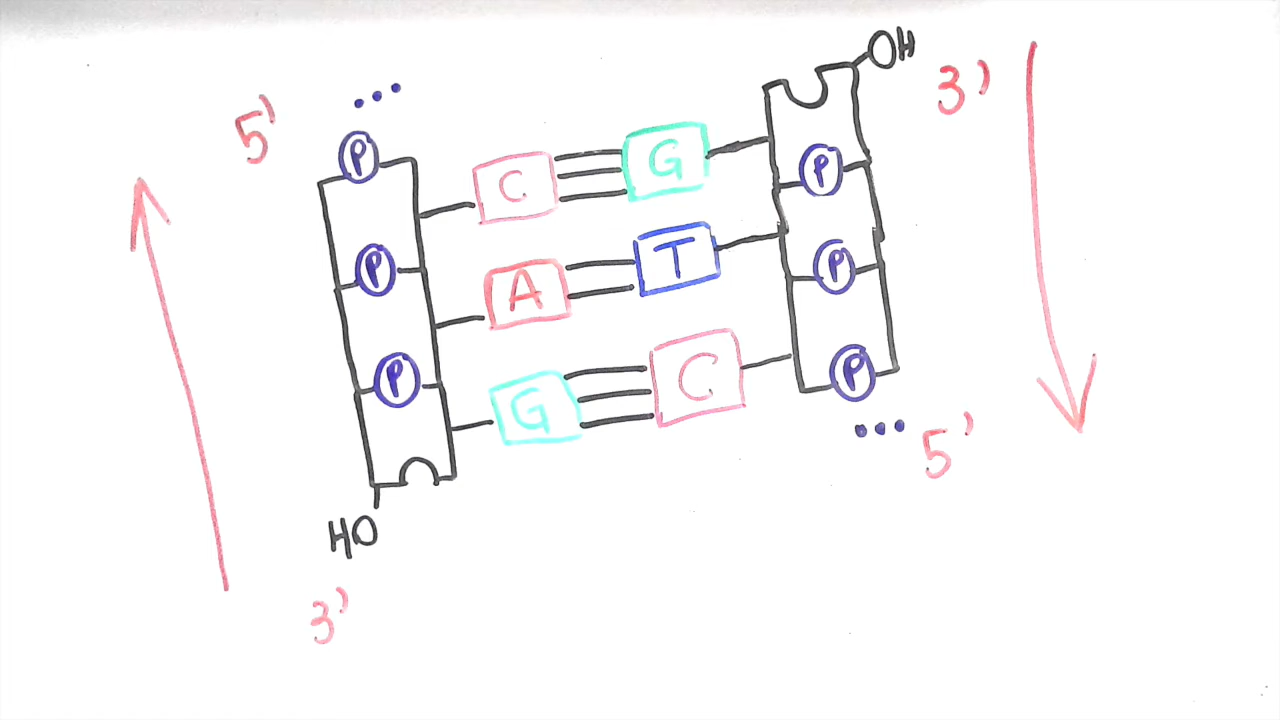 OH
5' ... 3'
P C G P
P A T P
P G C P
... 5'
HO
3'